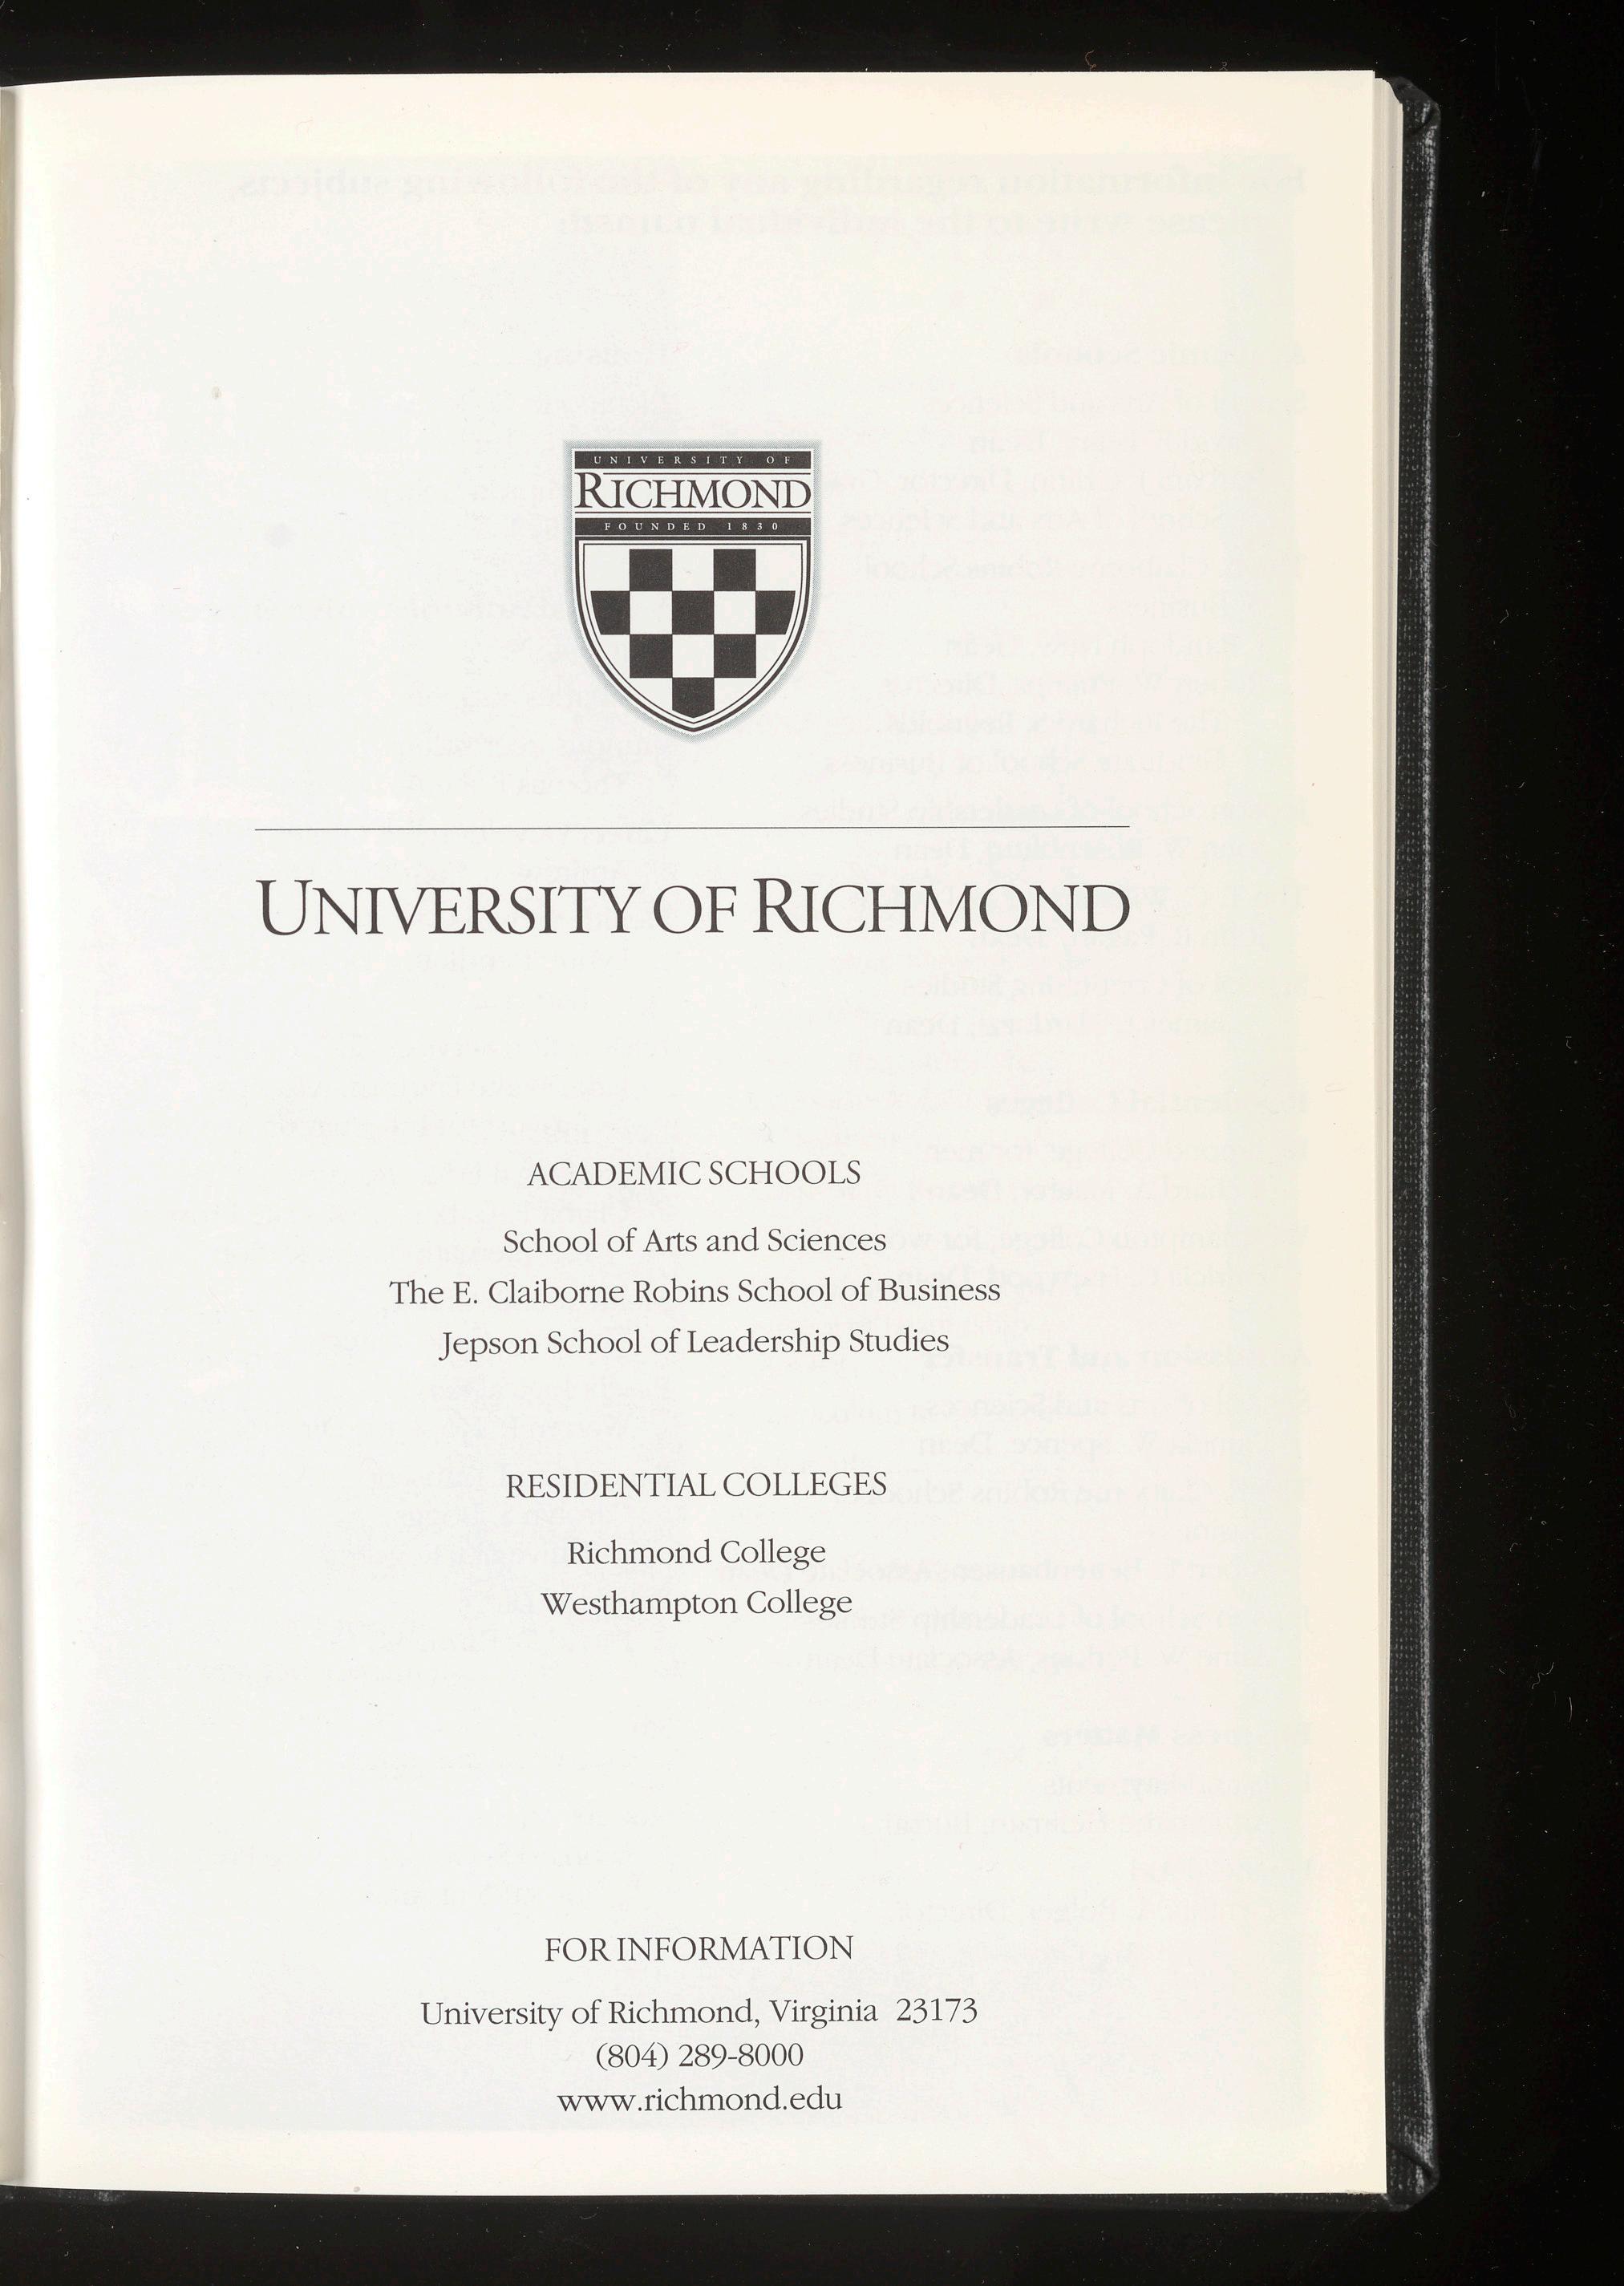 UNIVERSITY OF
RICHMOND
FOUNDED 1830
UNIVERSITY OF RICHMOND
ACADEMIC SCHOOLS
School of Arts and Sciences
The E. Claiborne Robins School of Business
Jepson School of Leadership Studies
RESIDENTIAL COLLEGES
Richmond College
Westhampton College
FOR INFORMATION
University of Richmond, Virginia 23173
(804) 289-8000
www.richmond.edu